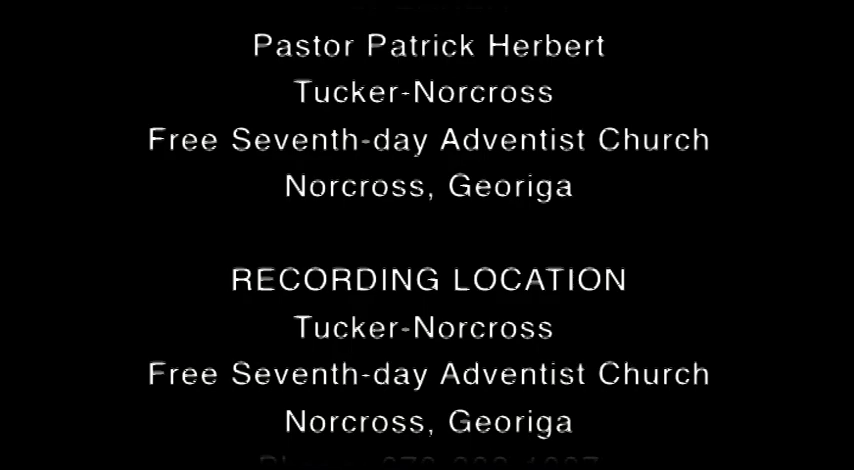 Pastor Patrick Herbert
Tucker-Norcross
Free Seventh-day Adventist Church
Norcross, Georiga
RECORDING LOCATION
Tucker-Norcross
Free Seventh-day Adventist Church
Norcross, Georiga